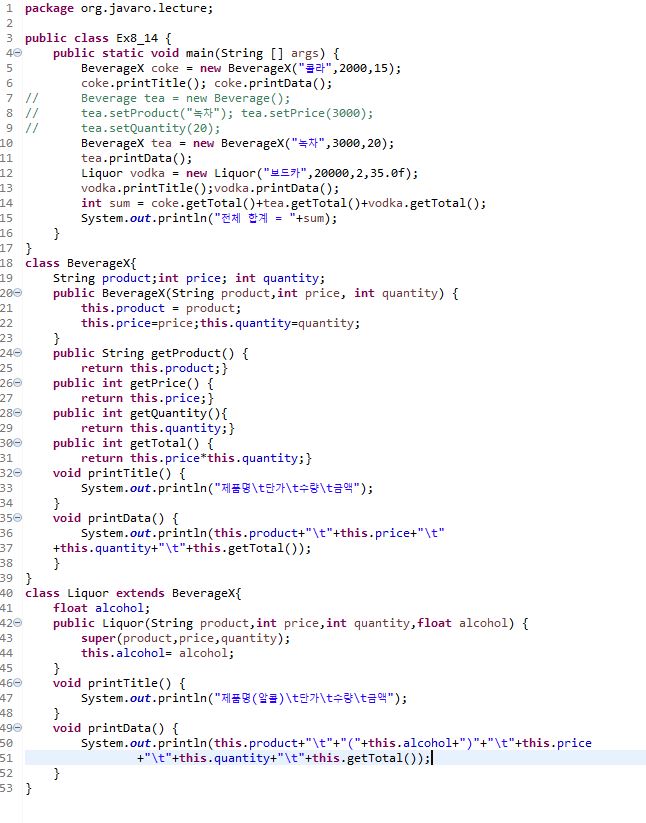 1 package org.javaro.lecture;
2
3 public class Ex8_14 {
4 public static void main(String [] args) {
5 BeverageX coke = new BeverageX("콜라",2000,15);
6 coke.printTitle(); coke.printData();
7 // Beverage tea = new Beverage();
8 // tea.setProduct("녹차"); tea.setPrice(3000);
9 // tea.setQuantity(20);
10 BeverageX tea = new BeverageX("녹차",3000,20);
11 tea.printData();
12 Liquor vodka = new Liquor("보드카",20000,2,35.0f);
13 vodka.printTitle();vodka.printData();
14 int sum = coke.getTotal()+tea.getTotal()+vodka.getTotal();
15 System.out.println("전체 합계 = "+sum);
16 }
17 }
18 class BeverageX{
19 String product;int price; int quantity;
20 public BeverageX(String product,int price, int quantity) {
21 this.product = product;
22 this.price=price;this.quantity=quantity;
23 }
24 public String getProduct() {
25 return this.product;}
26 public int getPrice() {
27 return this.price;}
28 public int getQuantity(){
29 return this.quantity;}
30 public int getTotal() {
31 return this.price*this.quantity;}
32 void printTitle() {
33 System.out.println("제품명\t단가\t수량\t금액");
34 }
35 void printData() {
36 System.out.println(this.product+"\t"+this.price+"\t"
37 +this.quantity+"\t"+this.getTotal());
38 }
39 }
40 class Liquor extends BeverageX{
41 float alcohol;
42 public Liquor(String product,int price,int quantity,float alcohol) {
43 super(product,price,quantity);
44 this.alcohol= alcohol;
45 }
46 void printTitle() {
47 System.out.println("제품명(알콜)\t단가\t수량\t금액");
48 }
49 void printData() {
50 System.out.println(this.product+"\t"+"("+this.alcohol+")"+"\t"+this.price
51 +"\t"+this.quantity+"\t"+this.getTotal());
52 }
53 }